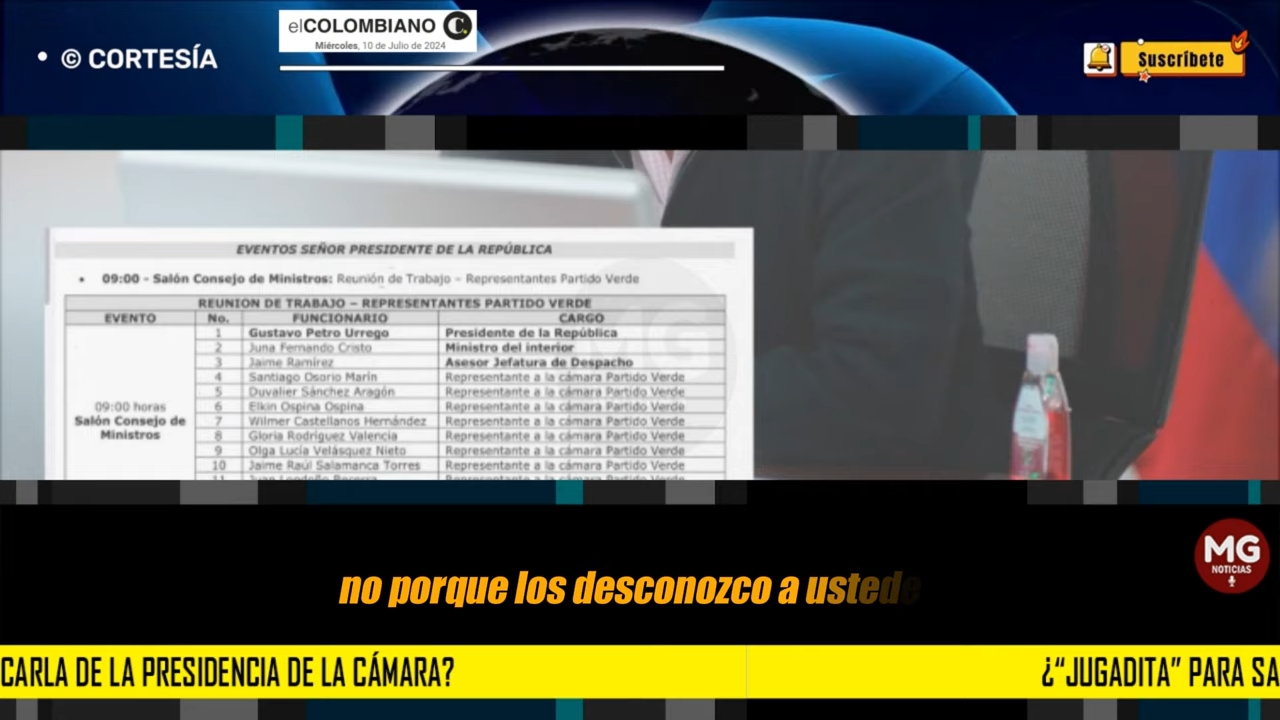 • © CORTESÍA
elCOLOMBIANO C
Miércoles, 10 de Julio de 2024
Suscríbete
EVENTOS SEÑOR PRESIDENTE DE LA REPÚBLICA
• 09:00 - Salón Consejo de Ministros: Reunión de Trabajo – Representantes Partido Verde
REUNION DE TRABAJO – REPRESENTANTES PARTIDO VERDE
EVENTO No. FUNCIONARIO CARGO
1 Gustavo Petro Urrego Presidente de la República
2 Juna Fernando Cristo Ministro del interior
3 Jaime Ramírez Asesor Jefatura de Despacho
4 Santiago Osorio Marín Representante a la cámara Partido Verde
5 Duvalier Sánchez Aragón Representante a la cámara Partido Verde
09:00 horas
6 Elkin Ospina Ospina Representante a la cámara Partido Verde
Salón Consejo de
7 Wilmer Castellanos Hernández Representante a la cámara Partido Verde
Ministros
8 Gloria Rodríguez Valencia Representante a la cámara Partido Verde
9 Olga Lucía Velásquez Nieto Representante a la cámara Partido Verde
10 Jaime Raúl Salamanca Torres Representante a la cámara Partido Verde
MG
MG
NOTICIAS
no porque los desconozco a ustede
CARLA DE LA PRESIDENCIA DE LA CÁMARA?
¿“JUGADITA” PARA SA